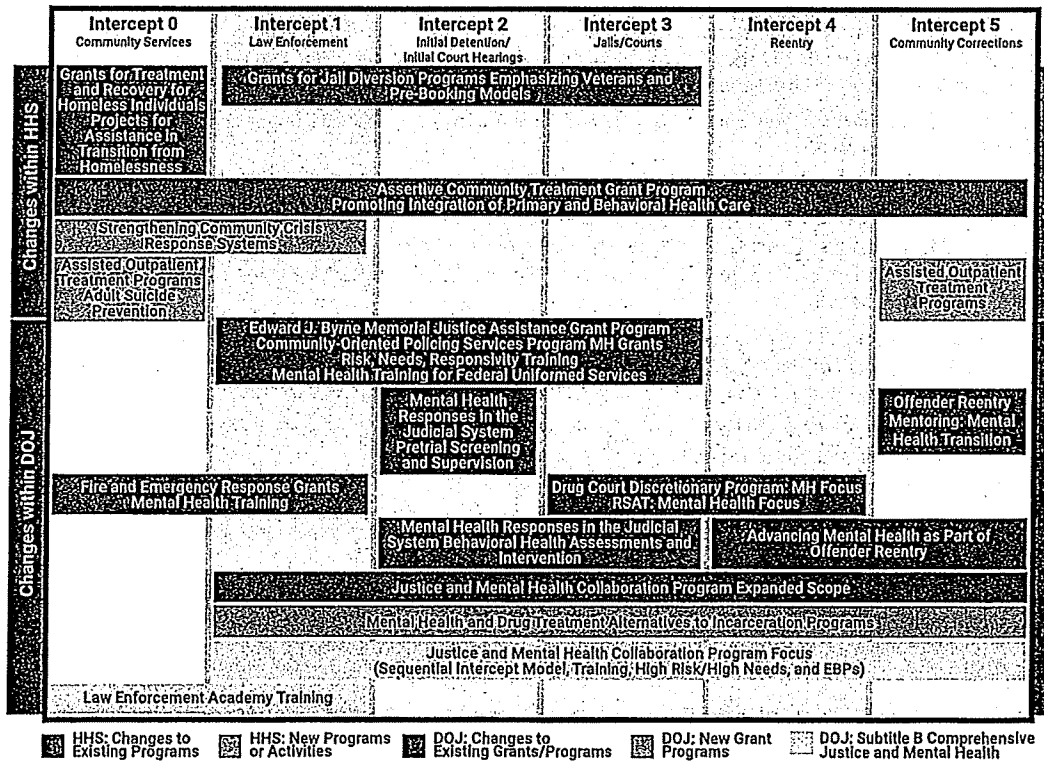 Intercept 0
Community Services
Intercept 1
Law Enforcement
Intercept 2
Initial Detention/
Initial Court Hearings
Intercept 3
Jails/Courts
Intercept 4
Reentry
Intercept 5
Community Corrections
Changes within HHS
Grants for Treatment
and Recovery for
Homeless Individuals
Projects for
Assistance in
Transition from
Homelessness
Grants for Jail Diversion Programs Emphasizing Veterans and
Pre-Booking Models
Assertive Community Treatment Grant Program
Promoting Integration of Primary and Behavioral Health Care
Strengthening Community Crisis
Response Systems
Assisted Outpatient
Treatment Programs
Adult Suicide
Prevention
Assisted Outpatient
Treatment
Programs
Changes within DOJ
Edward J. Byrne Memorial Justice Assistance Grant Program
Community-Oriented Policing Services Program MH Grants
Risk, Needs, Responsivity Training
Mental Health Training for Federal Uniformed Services
Mental Health
Responses in the
Judicial System
Pretrial Screening
and Supervision
Offender Reentry
Mentoring: Mental
Health Transition
Fire and Emergency Response Grants
Mental Health Training
Drug Court Discretionary Program: MH Focus
RSAT: Mental Health Focus
Mental Health Responses in the Judicial
System Behavioral Health Assessments and
Intervention
Advancing Mental Health as Part of
Offender Reentry
Justice and Mental Health Collaboration Program Expanded Scope
Mental Health and Drug Treatment Alternatives to Incarceration Programs
Justice and Mental Health Collaboration Program Focus
(Sequential Intercept Model, Training, High Risk/High Needs, and EBPs)
Law Enforcement Academy Training
HHS: Changes to
Existing Programs
HHS: New Programs
or Activities
DOJ: Changes to
Existing Grants/Programs
DOJ: New Grant
Programs
DOJ: Subtitle B Comprehensive
Justice and Mental Health